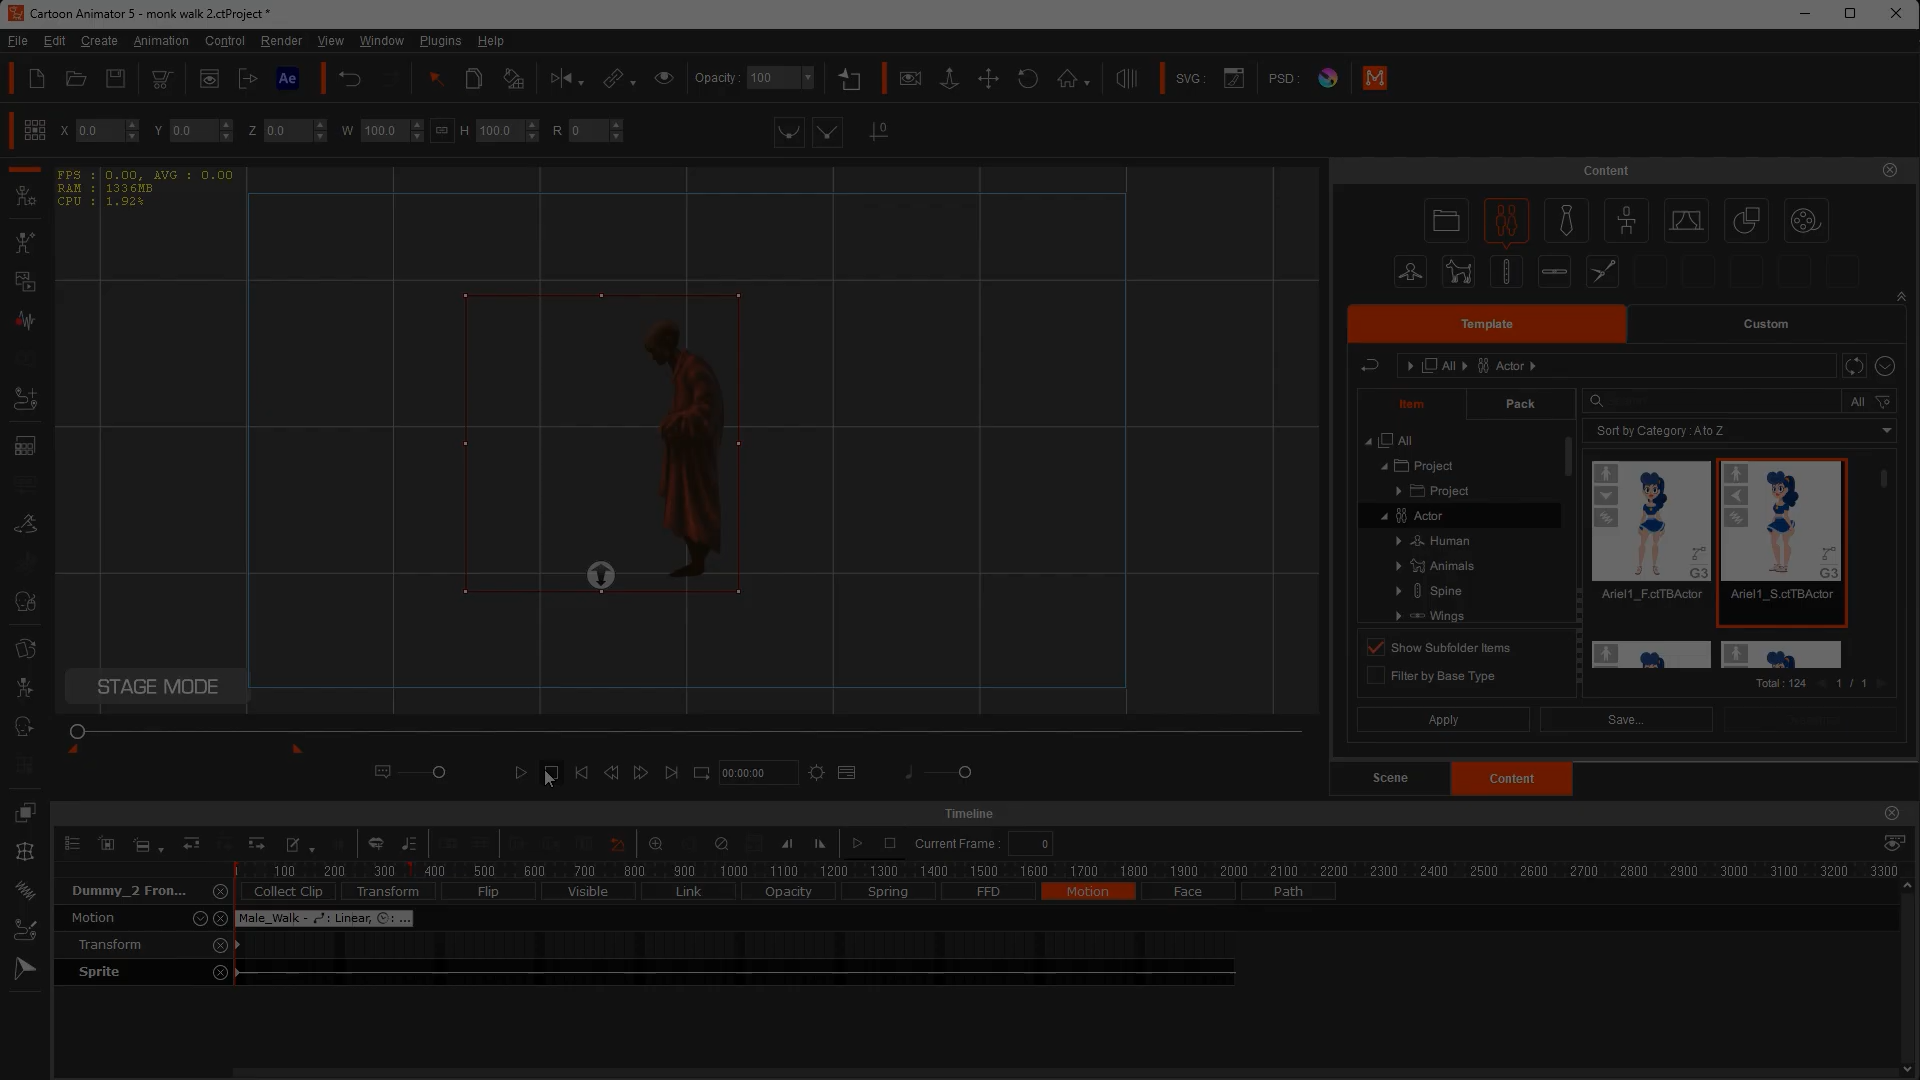 Cartoon Animator 5 - monk walk 2.ctProject *
File Edit Create Animation Control Render View Window Plugins Help
Ae Opacity : 100 SVG : PSD :
X 0.0 Y 0.0 Z 0.0 W 100.0 H 100.0 R 0
FPS : 0.00, AVG : 0.00
RAM : 1336MB
CPU : 1.92%
STAGE MODE
00:00:00
Content
Template Custom
All Actor
Item Pack
All
Sort by Category : A to Z
All
Project
Project
Actor
Human
Animals
Spine
Wings
G3 G3
Ariel1_F.ctTBActor Ariel1_S.ctTBActor
Show Subfolder Items
Filter by Base Type
Total : 124 1 / 1
Apply Save...
Scene Content
Timeline
Current Frame : 0
1 100 200 300 400 500 600 700 800 900 1000 1100 1200 1300 1400 1500 1600 1700 1800 1900 2000 2100 2200 2300 2400 2500 2600 2700 2800 2900 3000 3100 3200 3300
Dummy_2 Fron... Collect Clip Transform Flip Visible Link Opacity Spring FFD Motion Face Path
Motion Male_Walk - : Linear, : ...
Transform
Sprite